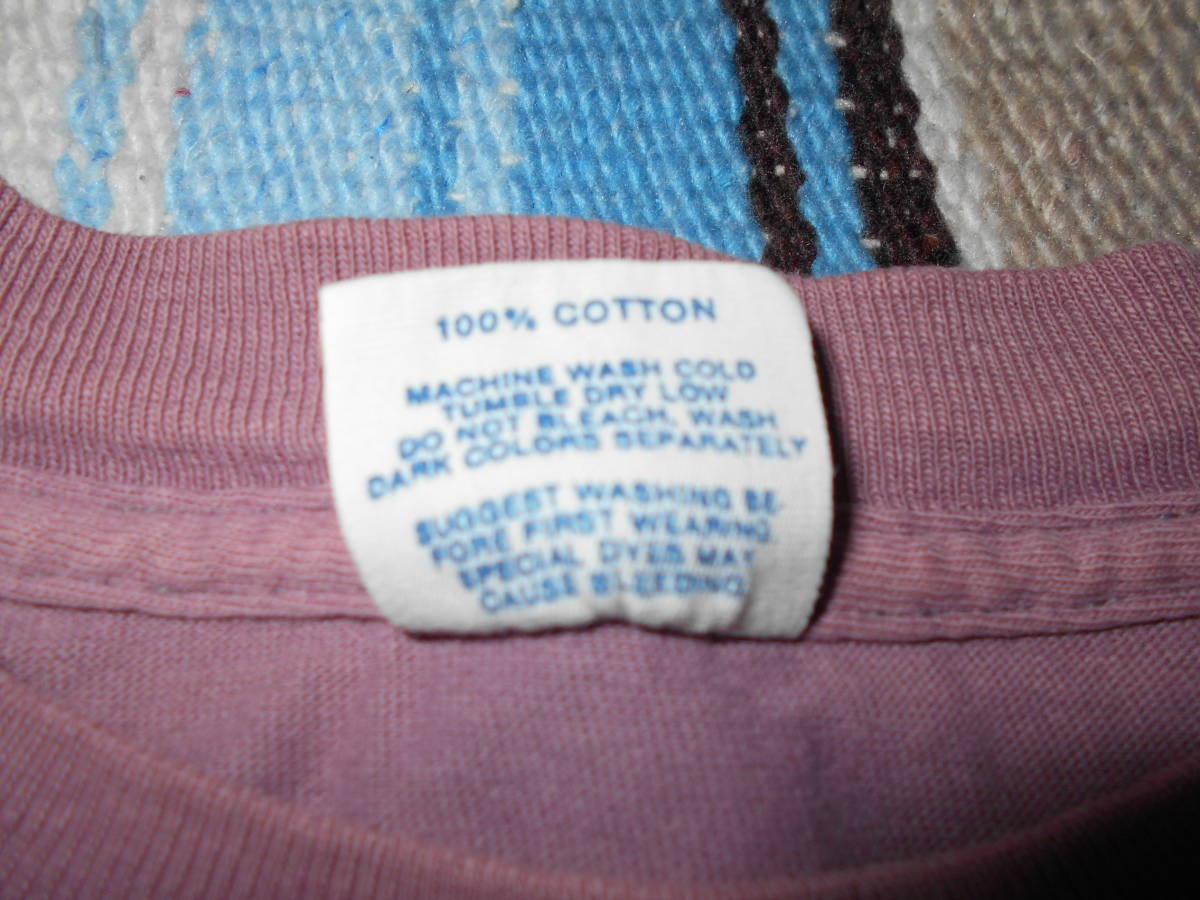 100% COTTON
MACHINE WASH COLD
TUMBLE DRY LOW
DO NOT BLEACH. WASH
DARK COLORS SEPARATELY
SUGGEST WASHING BE-
FORE FIRST WEARING.
SPECIAL DYES MAY
CAUSE BLEEDING.